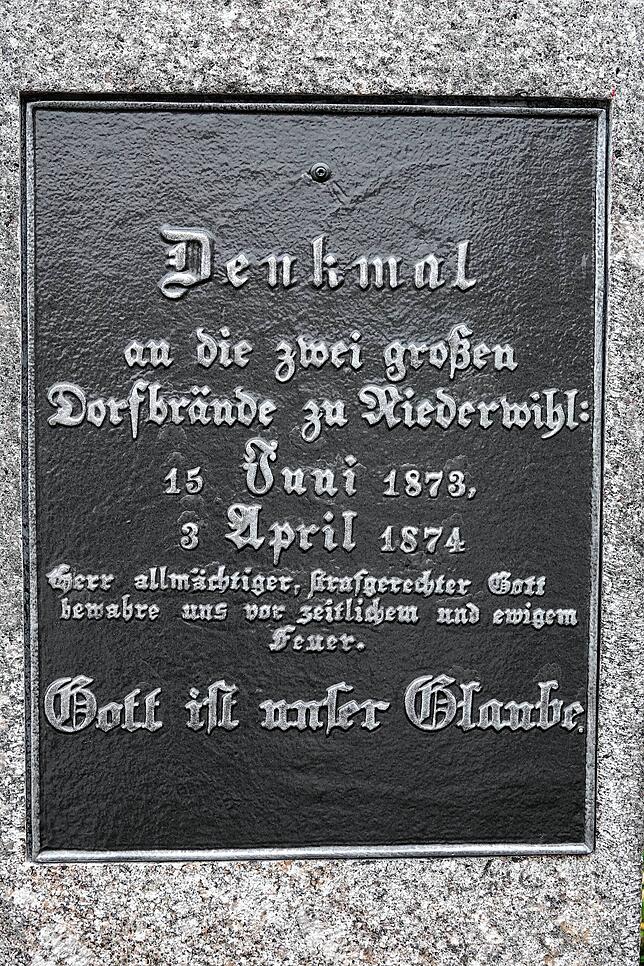 Denkmal
an die zwei großen
Dorfbrände zu Niederwihl:
15 Juni 1873,
3 April 1874
Herr allmächtiger, strafgerechter Gott
bewahre uns vor zeitlichem und ewigem
Feuer.
Gott ist unser Glaube.